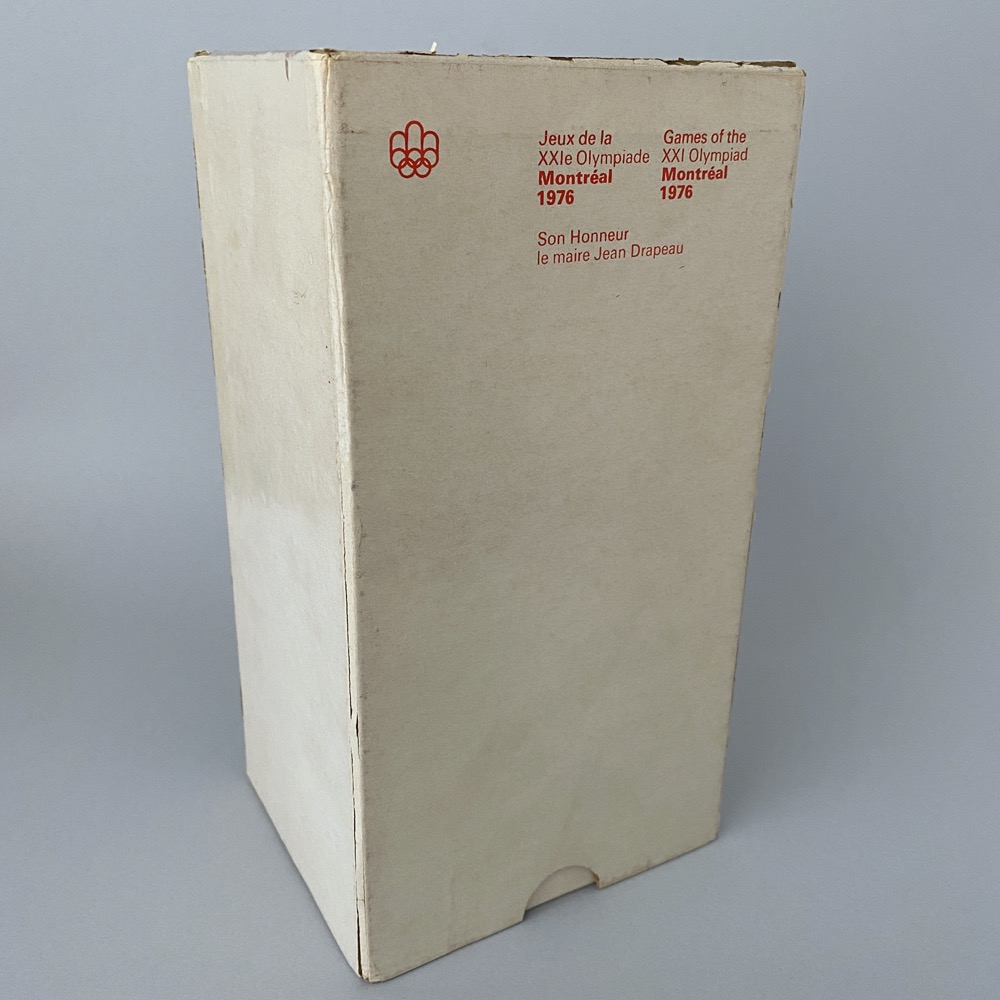 Jeux de la
XXIe Olympiade
Montréal
1976
Games of the
XXI Olympiad
Montréal
1976
Son Honneur
le maire Jean Drapeau